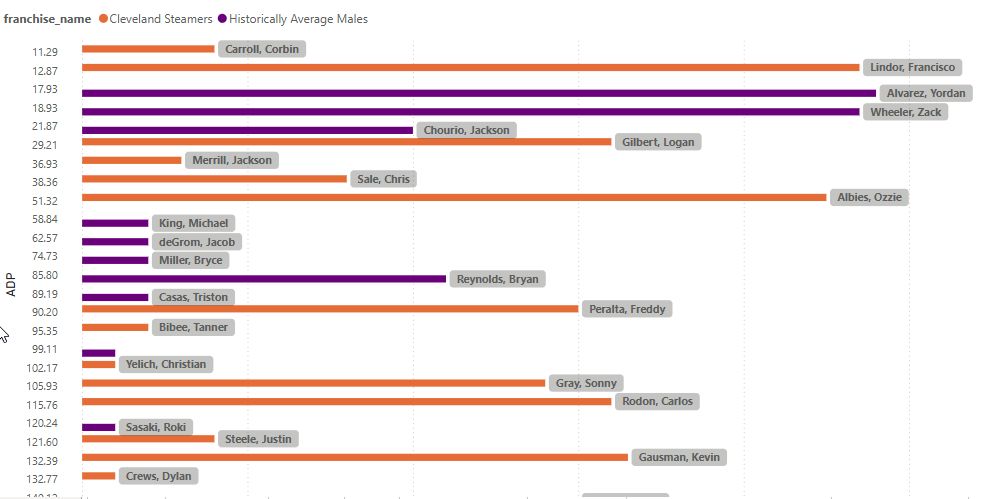 franchise_name Cleveland Steamers Historically Average Males
ADP
11.29 Carroll, Corbin
12.87 Lindor, Francisco
17.93 Alvarez, Yordan
18.93 Wheeler, Zack
21.87 Chourio, Jackson
29.21 Gilbert, Logan
36.93 Merrill, Jackson
38.36 Sale, Chris
51.32 Albies, Ozzie
58.84 King, Michael
62.57 deGrom, Jacob
74.73 Miller, Bryce
85.80 Reynolds, Bryan
89.19 Casas, Triston
90.20 Peralta, Freddy
95.35 Bibee, Tanner
99.11
102.17 Yelich, Christian
105.93 Gray, Sonny
115.76 Rodon, Carlos
120.24 Sasaki, Roki
121.60 Steele, Justin
132.39 Gausman, Kevin
132.77 Crews, Dylan